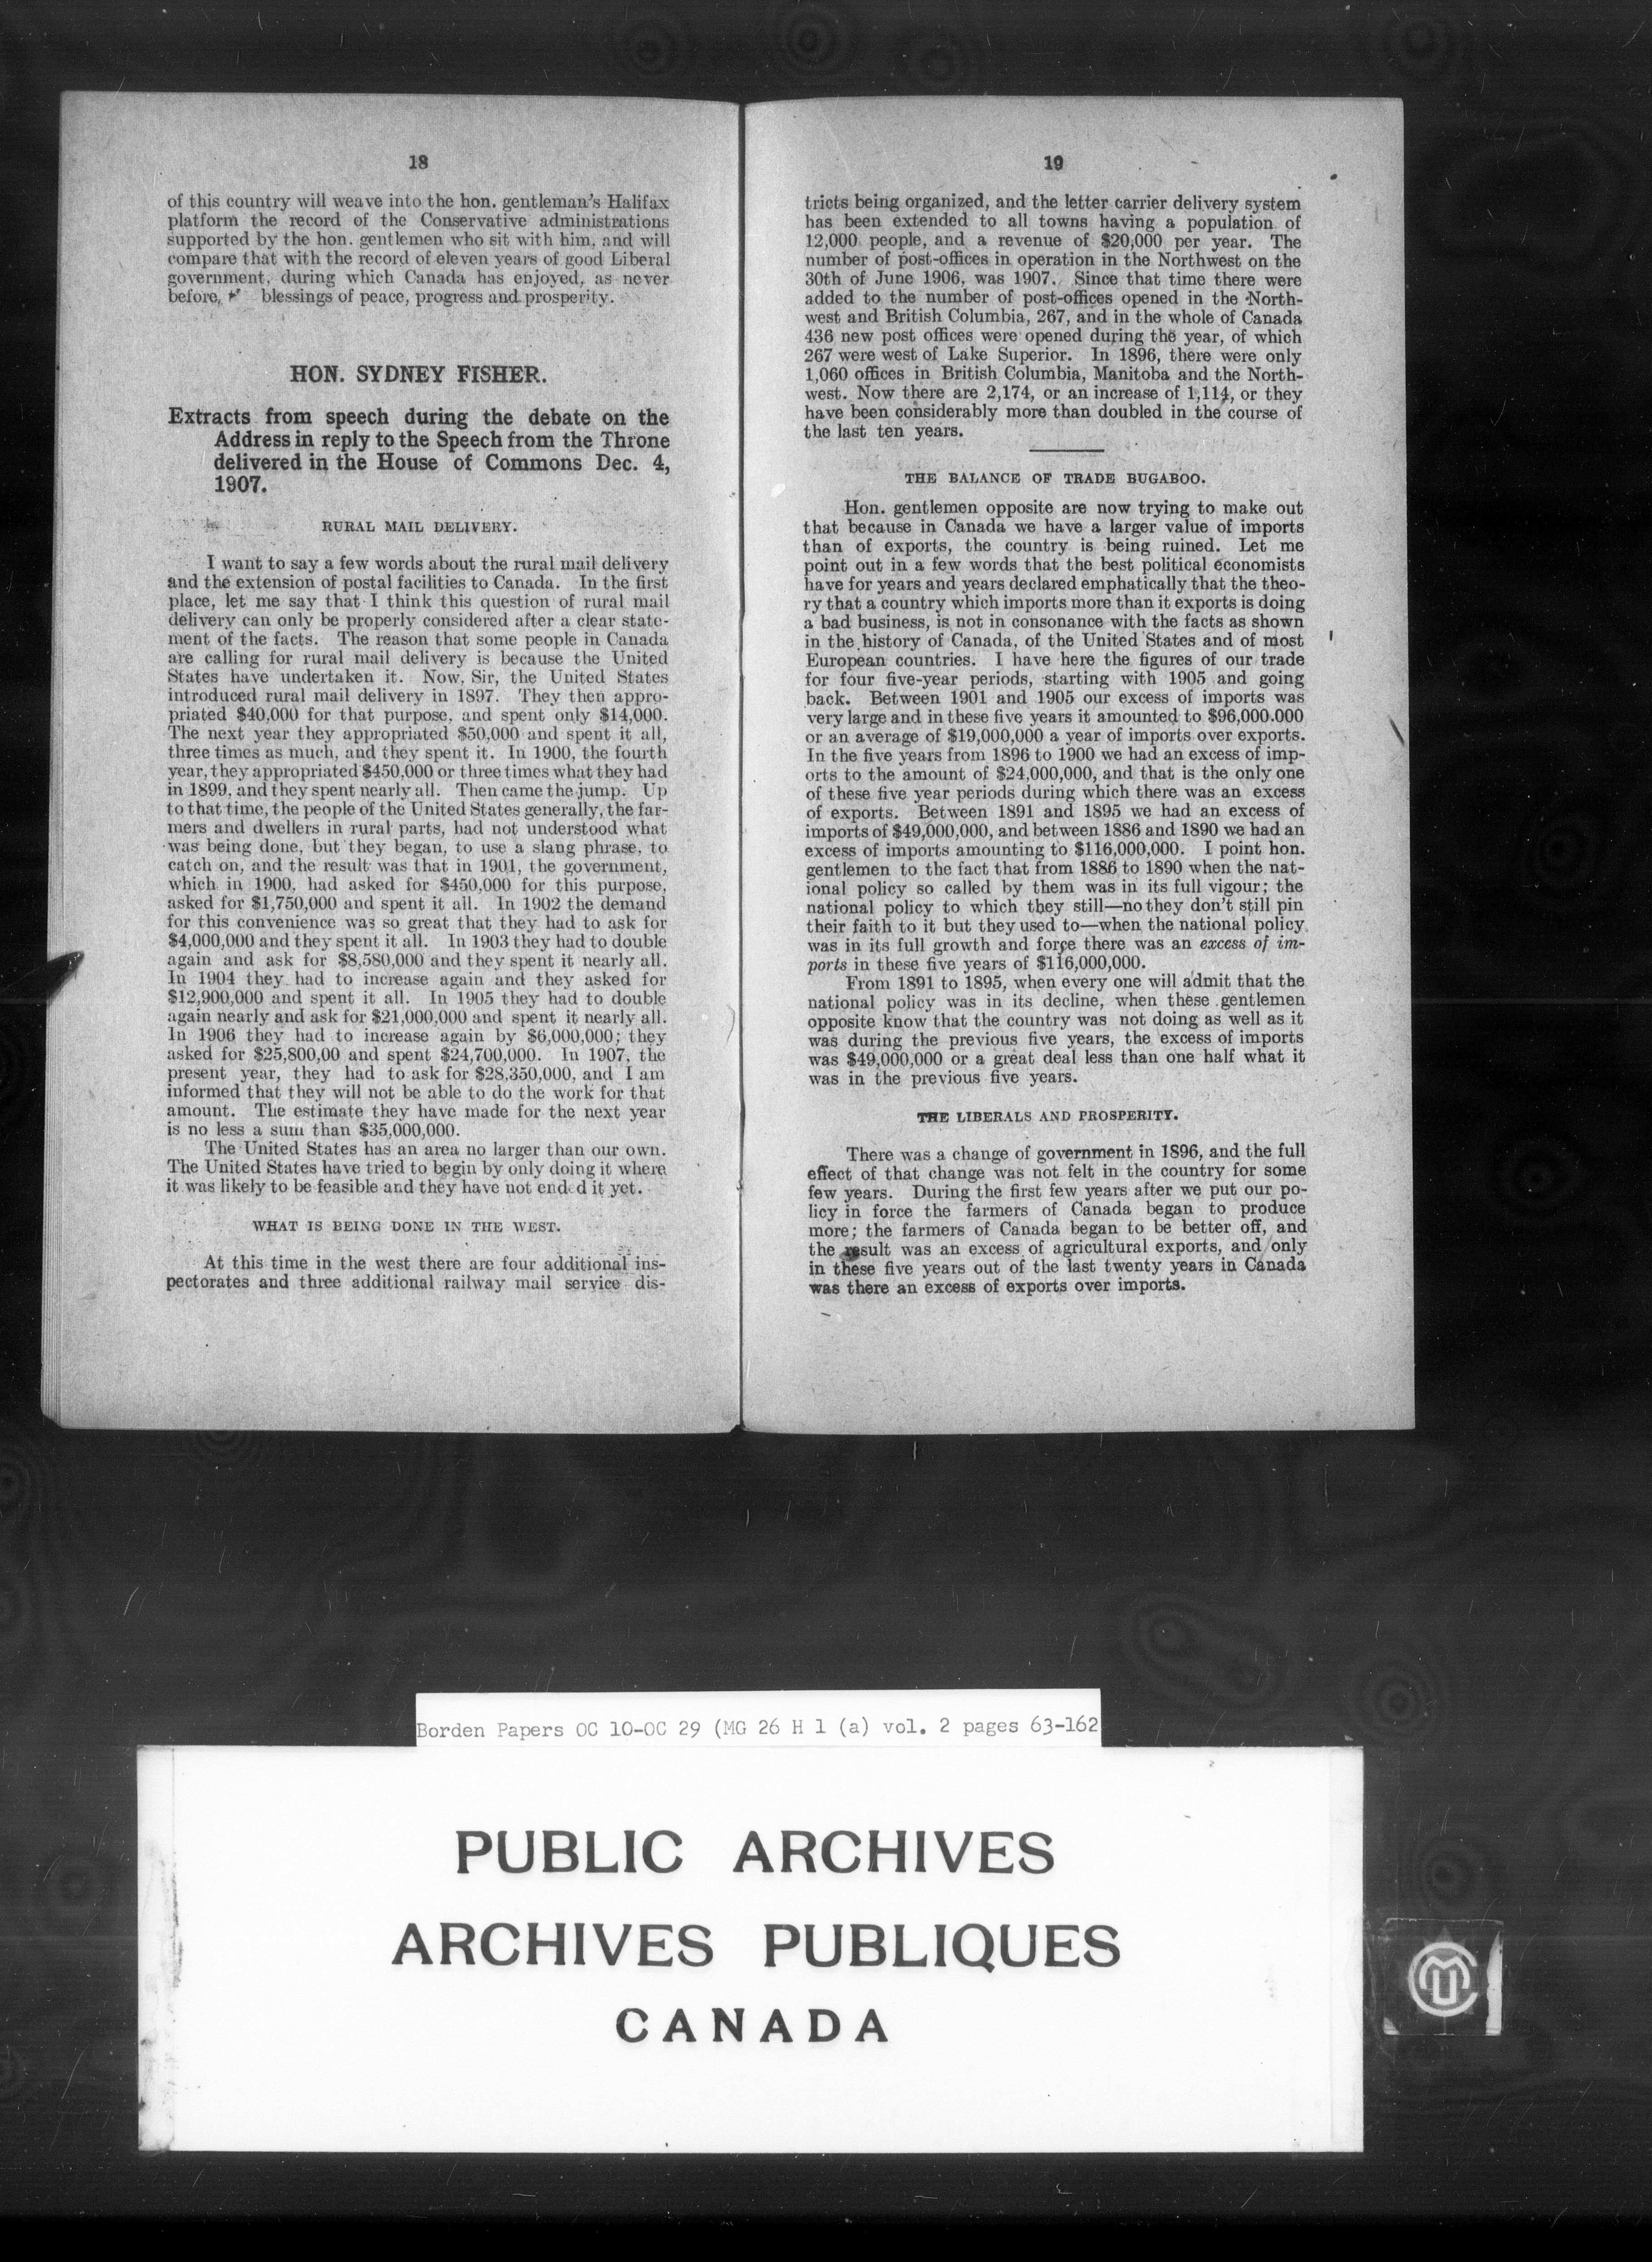 18
of this country will weave into the hon. gentleman's Halifax
platform the record of the Conservative administrations
supported by the hon. gentlemen who sit with him, and will
compare that with the record of eleven years of good Liberal
government, during which Canada has enjoyed, as never
before, blessings of peace, progress and prosperity.
HON. SYDNEY FISHER.
Extracts from speech during the debate on the
Address in reply to the Speech from the Throne
delivered in the House of Commons Dec. 4,
1907.
RURAL MAIL DELIVERY.
I want to say a few words about the rural mail delivery
and the extension of postal facilities to Canada. In the first
place, let me say that I think this question of rural mail
delivery can only be properly considered after a clear state-
ment of the facts. The reason that some people in Canada
are calling for rural mail delivery is because the United
States have undertaken it. Now, Sir, the United States
introduced rural mail delivery in 1897. They then appro-
priated $40,000 for that purpose, and spent only $14,000.
The next year they appropriated $50,000 and spent it all,
three times as much, and they spent it. In 1900, the fourth
year, they appropriated $450,000 or three times what they had
in 1899, and they spent nearly all. Then came the jump. Up
to that time, the people of the United States generally, the far-
mers and dwellers in rural parts, had not understood what
was being done, but they began, to use a slang phrase, to
catch on, and the result was that in 1901, the government,
which in 1900, had asked for $450,000 for this purpose,
asked for $1,750,000 and spent it all. In 1902 the demand
for this convenience was so great that they had to ask for
$4,000,000 and they spent it all. In 1903 they had to double
again and ask for $8,580,000 and they spent it nearly all.
In 1904 they had to increase again and they asked for
$12,900,000 and spent it all. In 1905 they had to double
again nearly and ask for $21,000,000 and spent it nearly all.
In 1906 they had to increase again by $6,000,000; they
asked for $25,800,00 and spent $24,700,000. In 1907, the
present year, they had to ask for $28,350,000, and I am
informed that they will not be able to do the work for that
amount. The estimate they have made for the next year
is no less a sum than $35,000,000.
The United States has an area no larger than our own.
The United States have tried to begin by only doing it where
it was likely to be feasible and they have not ended it yet.
WHAT IS BEING DONE IN THE WEST.
At this time in the west there are four additional ins-
pectorates and three additional railway mail service dis-
19
tricts being organized, and the letter carrier delivery system
has been extended to all towns having a population of
12,000 people, and a revenue of $20,000 per year. The
number of post-offices in operation in the Northwest on the
30th of June 1906, was 1907. Since that time there were
added to the number of post-offices opened in the North-
west and British Columbia, 267, and in the whole of Canada
436 new post offices were opened during the year, of which
267 were west of Lake Superior. In 1896, there were only
1,060 offices in British Columbia, Manitoba and the North-
west. Now there are 2,174, or an increase of 1,114, or they
have been considerably more than doubled in the course of
the last ten years.
THE BALANCE OF TRADE BUGABOO.
Hon. gentlemen opposite are now trying to make out
that because in Canada we have a larger value of imports
than of exports, the country is being ruined. Let me
point out in a few words that the best political economists
have for years and years declared emphatically that the theo-
ry that a country which imports more than it exports is doing
a bad business, is not in consonance with the facts as shown
in the history of Canada, of the United States and of most
European countries. I have here the figures of our trade
for four five-year periods, starting with 1905 and going
back. Between 1901 and 1905 our excess of imports was
very large and in these five years it amounted to $96,000.000
or an average of $19,000,000 a year of imports over exports.
In the five years from 1896 to 1900 we had an excess of imp-
orts to the amount of $24,000,000, and that is the only one
of these five year periods during which there was an excess
of exports. Between 1891 and 1895 we had an excess of
imports of $49,000,000, and between 1886 and 1890 we had an
excess of imports amounting to $116,000,000. I point hon.
gentlemen to the fact that from 1886 to 1890 when the nat-
ional policy so called by them was in its full vigour; the
national policy to which they still—no they don't still pin
their faith to it but they used to—when the national policy
was in its full growth and force there was an excess of im-
ports in these five years of $116,000,000.
From 1891 to 1895, when every one will admit that the
national policy was in its decline, when these gentlemen
opposite know that the country was not doing as well as it
was during the previous five years, the excess of imports
was $49,000,000 or a great deal less than one half what it
was in the previous five years.
THE LIBERALS AND PROSPERITY.
There was a change of government in 1896, and the full
effect of that change was not felt in the country for some
few years. During the first few years after we put our po-
licy in force the farmers of Canada began to produce
more; the farmers of Canada began to be better off, and
the result was an excess of agricultural exports, and only
in these five years out of the last twenty years in Canada
was there an excess of exports over imports.
Borden Papers OC 10-OC 29 (MG 26 H 1 (a) vol. 2 pages 63-162
PUBLIC ARCHIVES
ARCHIVES PUBLIQUES
CANADA